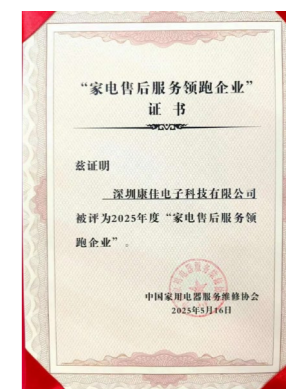 “家电售后服务领跑企业”
证书
兹证明
深圳康佳电子科技有限公司
被评为2025年度“家电售后服务领
跑企业”。
中国家用电器服务维修协会
2025年5月16日